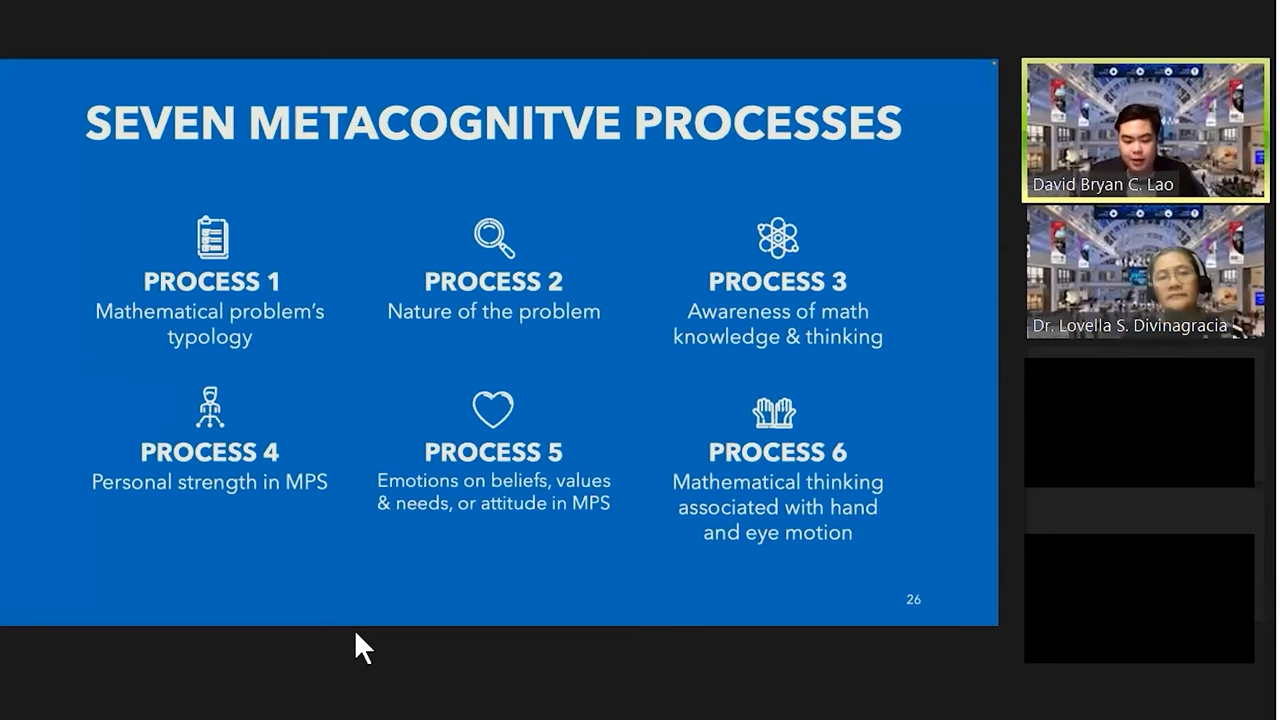 SEVEN METACOGNITVE PROCESSES
PROCESS 1
Mathematical problem's
typology
PROCESS 2
Nature of the problem
PROCESS 3
Awareness of math
knowledge & thinking
PROCESS 4
Personal strength in MPS
PROCESS 5
Emotions on beliefs, values
& needs, or attitude in MPS
PROCESS 6
Mathematical thinking
associated with hand
and eye motion
26
David Bryan C. Lao
Dr. Lovella S. Divinagracia